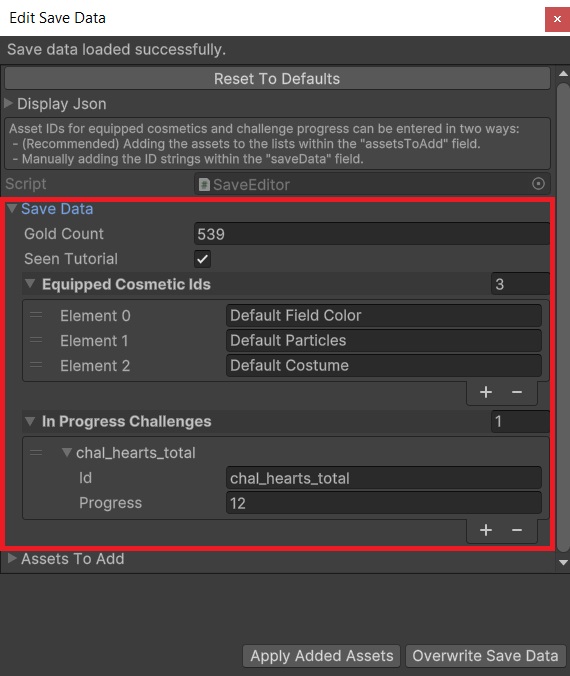 Edit Save Data
Save data loaded successfully.
Reset To Defaults
Display Json
Asset IDs for equipped cosmetics and challenge progress can be entered in two ways:
- (Recommended) Adding the assets to the lists within the "assetsToAdd" field.
- Manually adding the ID strings within the "saveData" field.
Script SaveEditor
Save Data
Gold Count 539
Seen Tutorial
Equipped Cosmetic Ids 3
Element 0 Default Field Color
Element 1 Default Particles
Element 2 Default Costume
In Progress Challenges 1
chal_hearts_total
Id chal_hearts_total
Progress 12
Assets To Add
Apply Added Assets Overwrite Save Data